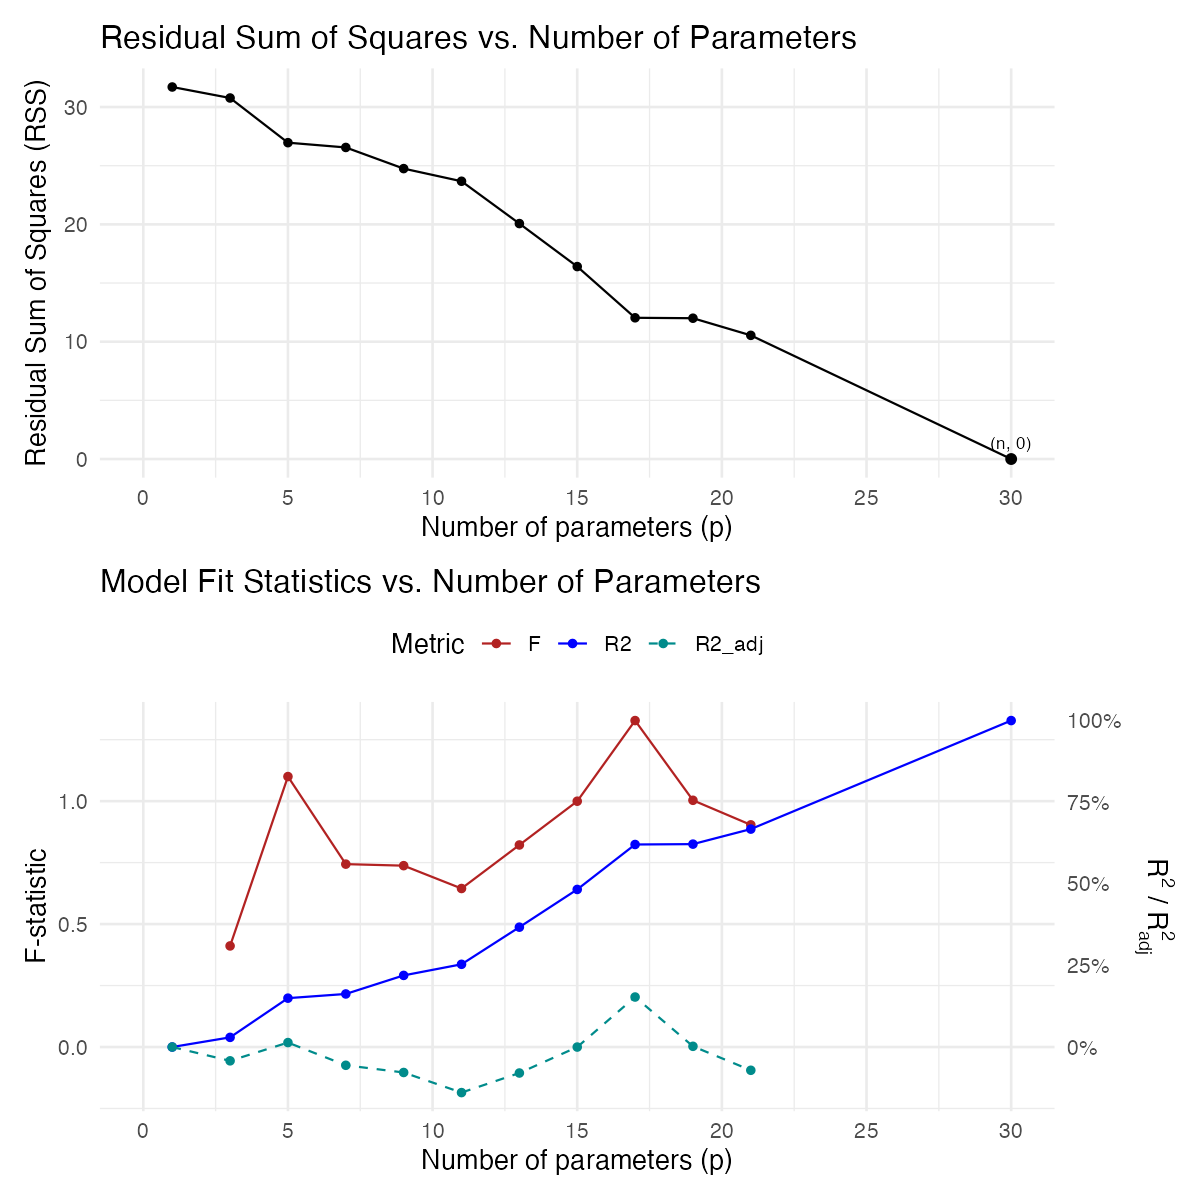 Residual Sum of Squares vs. Number of Parameters
Residual Sum of Squares (RSS)
30
20
10
0
(n, 0)
0 5 10 15 20 25 30
Number of parameters (p)
Model Fit Statistics vs. Number of Parameters
Metric F R2 R2_adj
F-statistic
1.0
0.5
0.0
100%
75%
50%
25%
0%
R² / R²adj
0 5 10 15 20 25 30
Number of parameters (p)